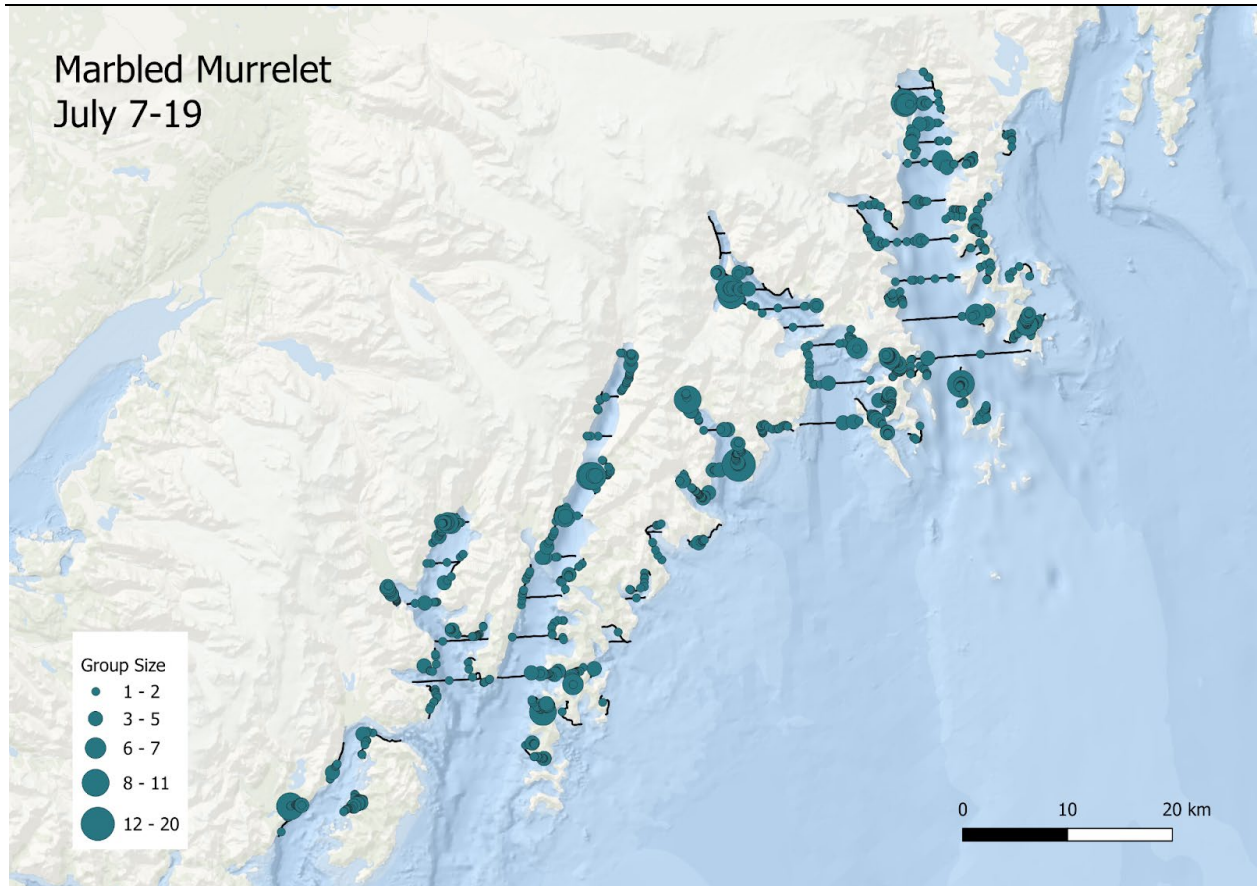 Marbled Murrelet
July 7-19
Group Size
1 - 2
3 - 5
6 - 7
8 - 11
12 - 20
0 10 20 km